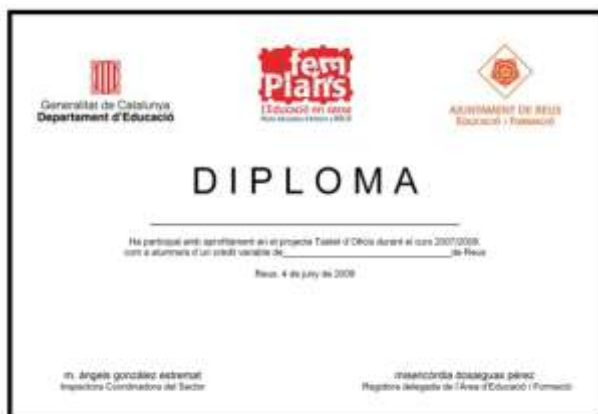 Generalitat de Catalunya
Departament d'Educació
fem
Plans
l'Educació en xarxa
AJUNTAMENT DE REUS
EDUCACIÓ I FORMACIÓ
DIPLOMA
Ha participat amb aprofitament en el projecte Tastet d'Oficis durant el curs 2007/2008,
com a alumne/a d'un crèdit variable de de Reus
Reus, 4 de juny de 2008
m. àngels gonzález estremat
Inspectora Coordinadora del Sector
misericòrdia dosaiguas pérez
Regidora delegada de l'Àrea d'Educació i Formació